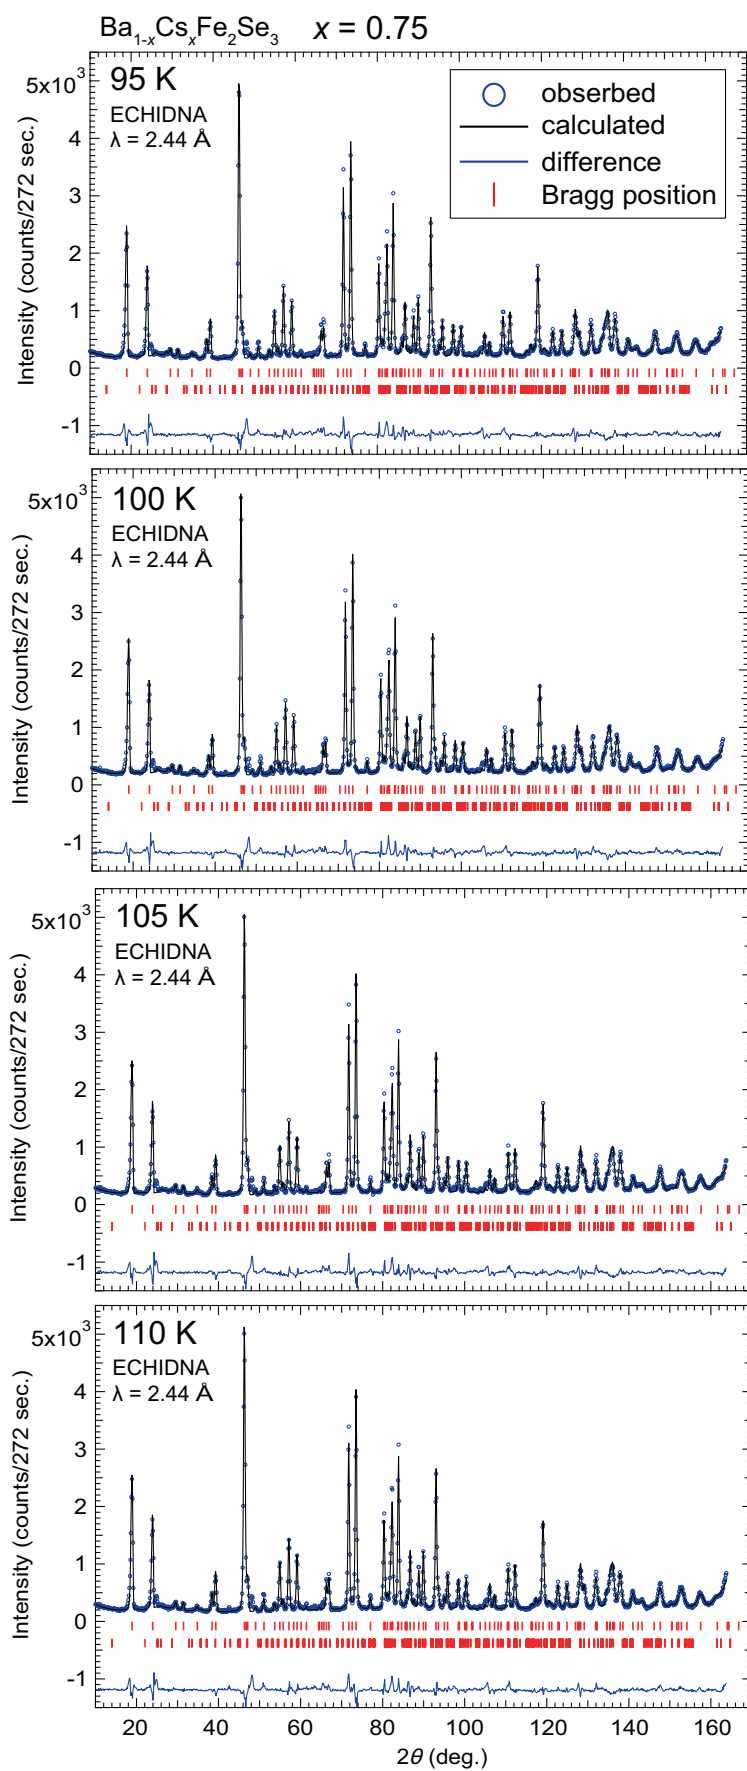 Ba1-xCsxFe2Se3 x = 0.75
95 K
ECHIDNA
λ = 2.44 Å
obserbed
calculated
difference
Bragg position
5x10³
4
3
2
1
0
-1
Intensity (counts/272 sec.)
100 K
ECHIDNA
λ = 2.44 Å
5x10³
4
3
2
1
0
-1
Intensity (counts/272 sec.)
105 K
ECHIDNA
λ = 2.44 Å
5x10³
4
3
2
1
0
-1
Intensity (counts/272 sec.)
110 K
ECHIDNA
λ = 2.44 Å
5x10³
4
3
2
1
0
-1
Intensity (counts/272 sec.)
20 40 60 80 100 120 140 160
2θ (deg.)